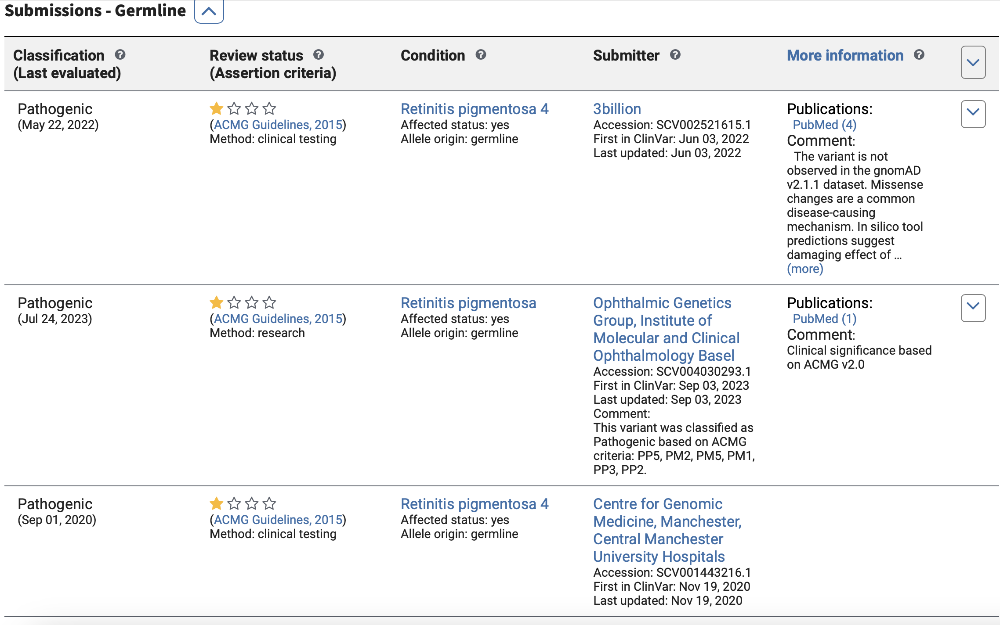 Submissions - Germline
Classification
(Last evaluated)
Review status
(Assertion criteria)
Condition
Submitter
More information
Pathogenic
(May 22, 2022)
(ACMG Guidelines, 2015)
Method: clinical testing
Retinitis pigmentosa 4
Affected status: yes
Allele origin: germline
3billion
Accession: SCV002521615.1
First in ClinVar: Jun 03, 2022
Last updated: Jun 03, 2022
Publications:
PubMed (4)
Comment:
The variant is not
observed in the gnomAD
v2.1.1 dataset. Missense
changes are a common
disease-causing
mechanism. In silico tool
predictions suggest
damaging effect of ...
(more)
Pathogenic
(Jul 24, 2023)
(ACMG Guidelines, 2015)
Method: research
Retinitis pigmentosa
Affected status: yes
Allele origin: germline
Ophthalmic Genetics
Group, Institute of
Molecular and Clinical
Ophthalmology Basel
Accession: SCV004030293.1
First in ClinVar: Sep 03, 2023
Last updated: Sep 03, 2023
Comment:
This variant was classified as
Pathogenic based on ACMG
criteria: PP5, PM2, PM5, PM1,
PP3, PP2.
Publications:
PubMed (1)
Comment:
Clinical significance based
on ACMG v2.0
Pathogenic
(Sep 01, 2020)
(ACMG Guidelines, 2015)
Method: clinical testing
Retinitis pigmentosa 4
Affected status: yes
Allele origin: germline
Centre for Genomic
Medicine, Manchester,
Central Manchester
University Hospitals
Accession: SCV001443216.1
First in ClinVar: Nov 19, 2020
Last updated: Nov 19, 2020